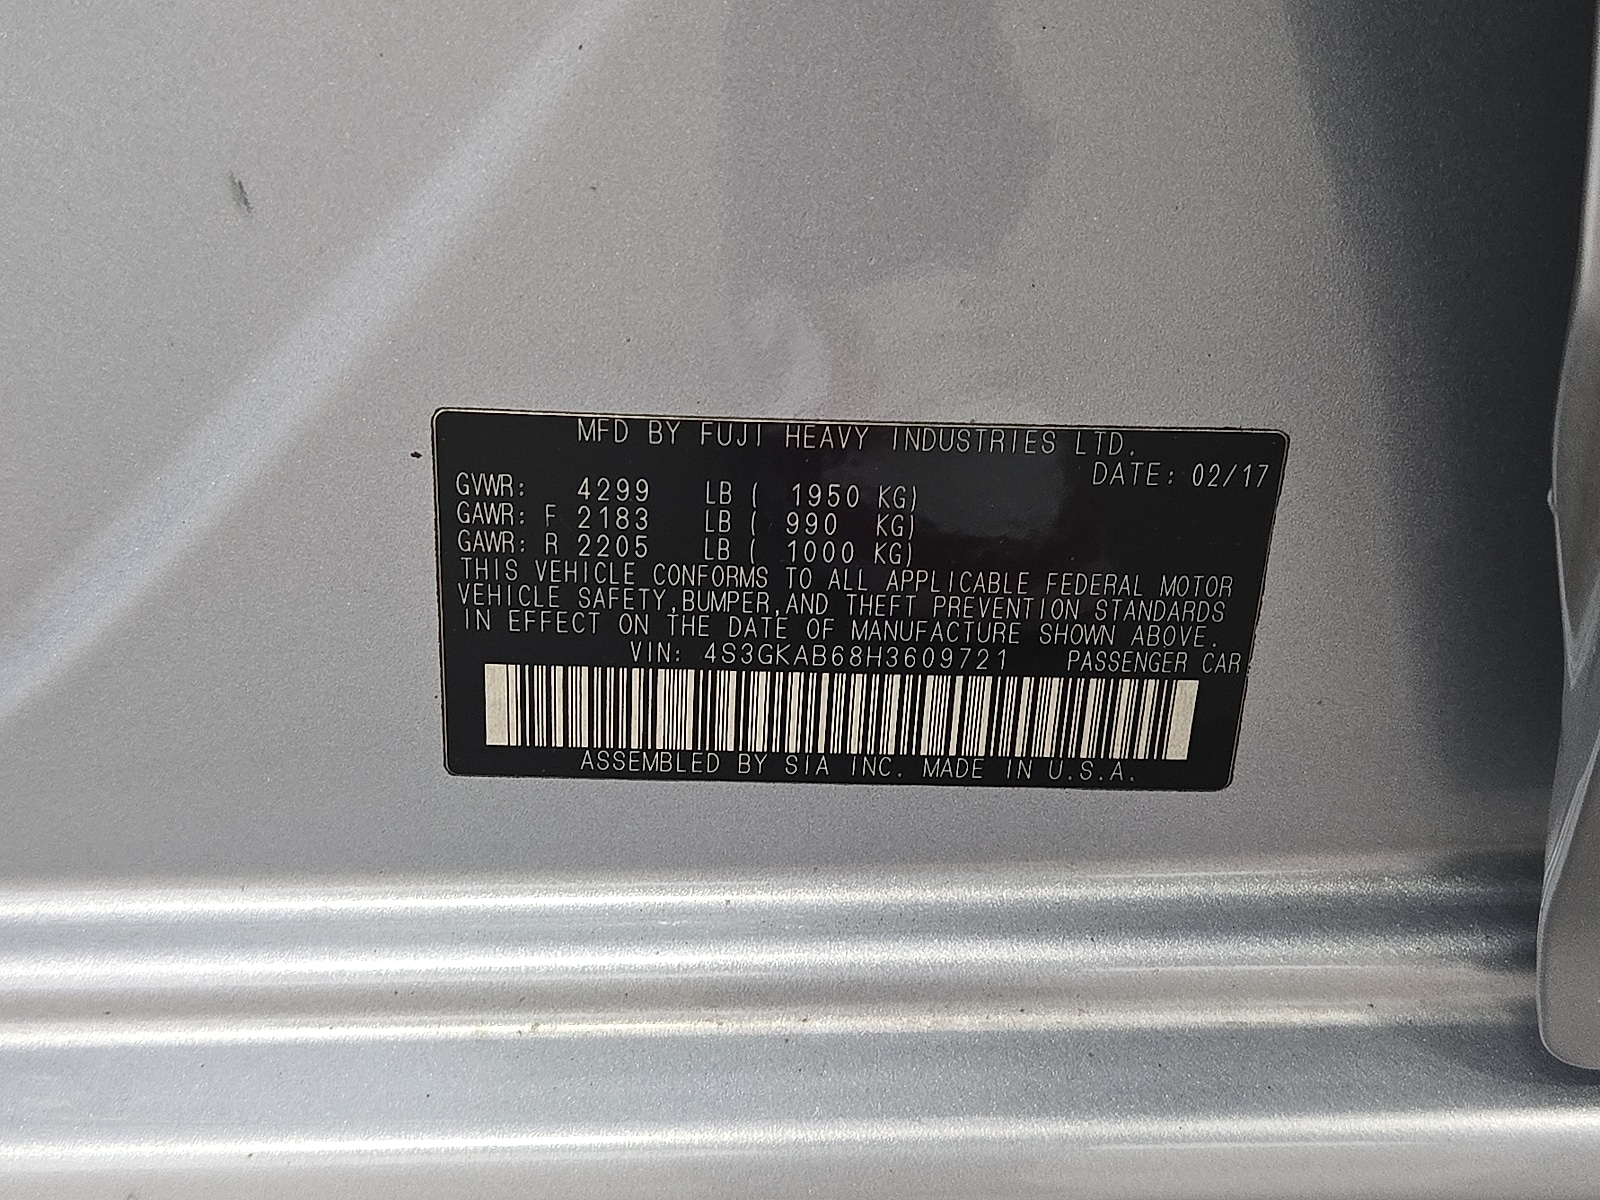 MFD BY FUJI HEAVY INDUSTRIES LTD.
DATE: 02/17
GVWR: 4299 LB ( 1950 KG)
GAWR: F 2183 LB ( 990 KG)
GAWR: R 2205 LB ( 1000 KG)
THIS VEHICLE CONFORMS TO ALL APPLICABLE FEDERAL MOTOR
VEHICLE SAFETY,BUMPER,AND THEFT PREVENTION STANDARDS
IN EFFECT ON THE DATE OF MANUFACTURE SHOWN ABOVE.
VIN: 4S3GKAB68H3609721 PASSENGER CAR
ASSEMBLED BY SIA INC. MADE IN U.S.A.